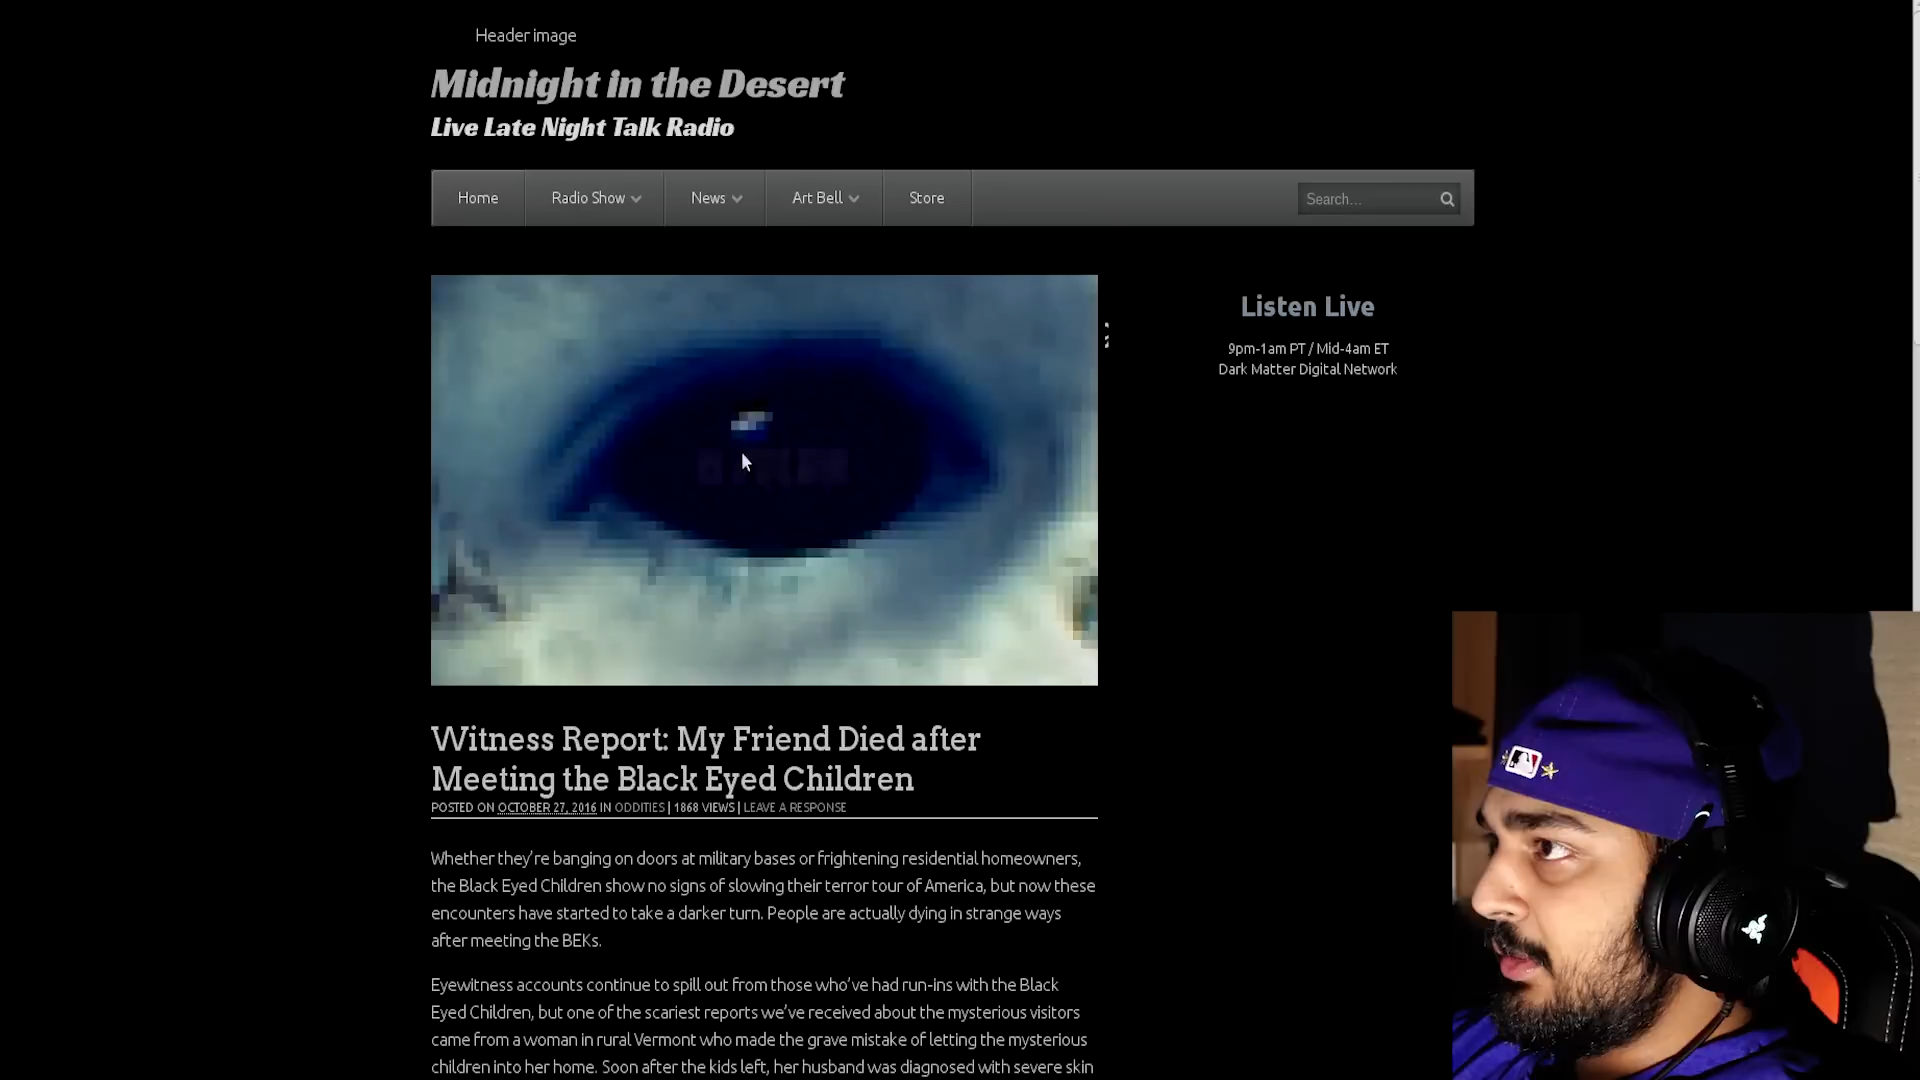 Header image
Midnight in the Desert
Live Late Night Talk Radio
Home
Radio Show
News
Art Bell
Store
Search...
Listen Live
9pm-1am PT / Mid-4am ET
Dark Matter Digital Network
Witness Report: My Friend Died after
Meeting the Black Eyed Children
POSTED ON OCTOBER 27, 2016 IN ODDITIES | 1868 VIEWS | LEAVE A RESPONSE
Whether they're banging on doors at military bases or frightening residential homeowners,
the Black Eyed Children show no signs of slowing their terror tour of America, but now these
encounters have started to take a darker turn. People are actually dying in strange ways
after meeting the BEKs.
Eyewitness accounts continue to spill out from those who've had run-ins with the Black
Eyed Children, but one of the scariest reports we've received about the mysterious visitors
came from a woman in rural Vermont who made the grave mistake of letting the mysterious
children into her home. Soon after the kids left, her husband was diagnosed with severe skin